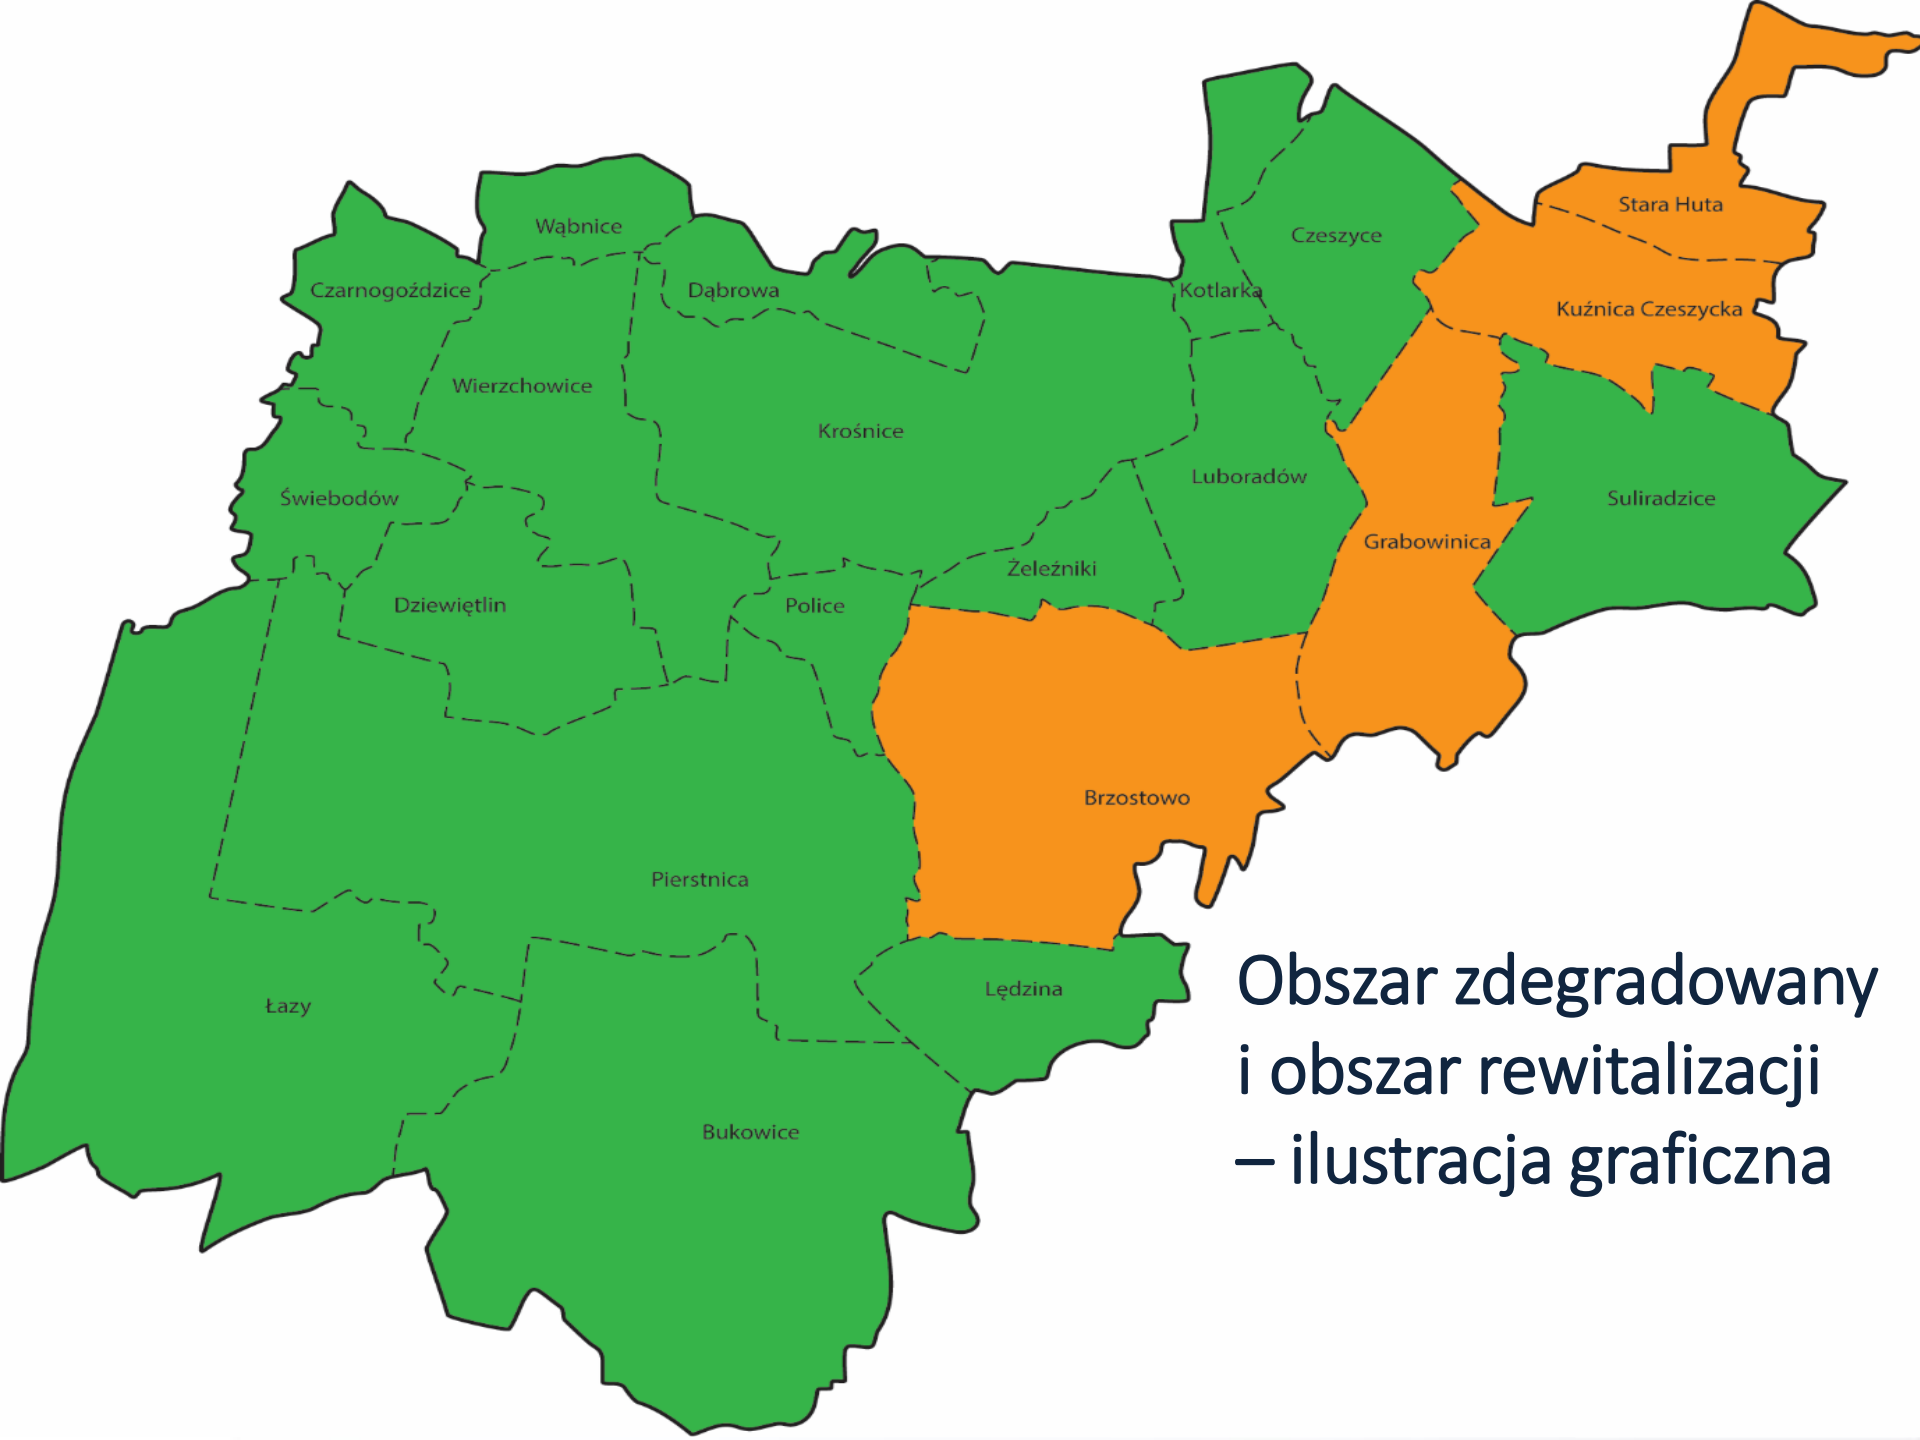 Stara Huta
Wąbnice
Czeszyce
Czarnogoździce
Dąbrowa
Kotlarka
Kuźnica Czeszycka
Wierzchowice
Krośnice
Luboradów
Świebodów
Suliradzice
Grabowinica
Żeleźniki
Dziewiętlin
Police
Brzostowo
Pierstnica
Lędzina
Łazy
Bukowice
Obszar zdegradowany
i obszar rewitalizacji
– ilustracja graficzna